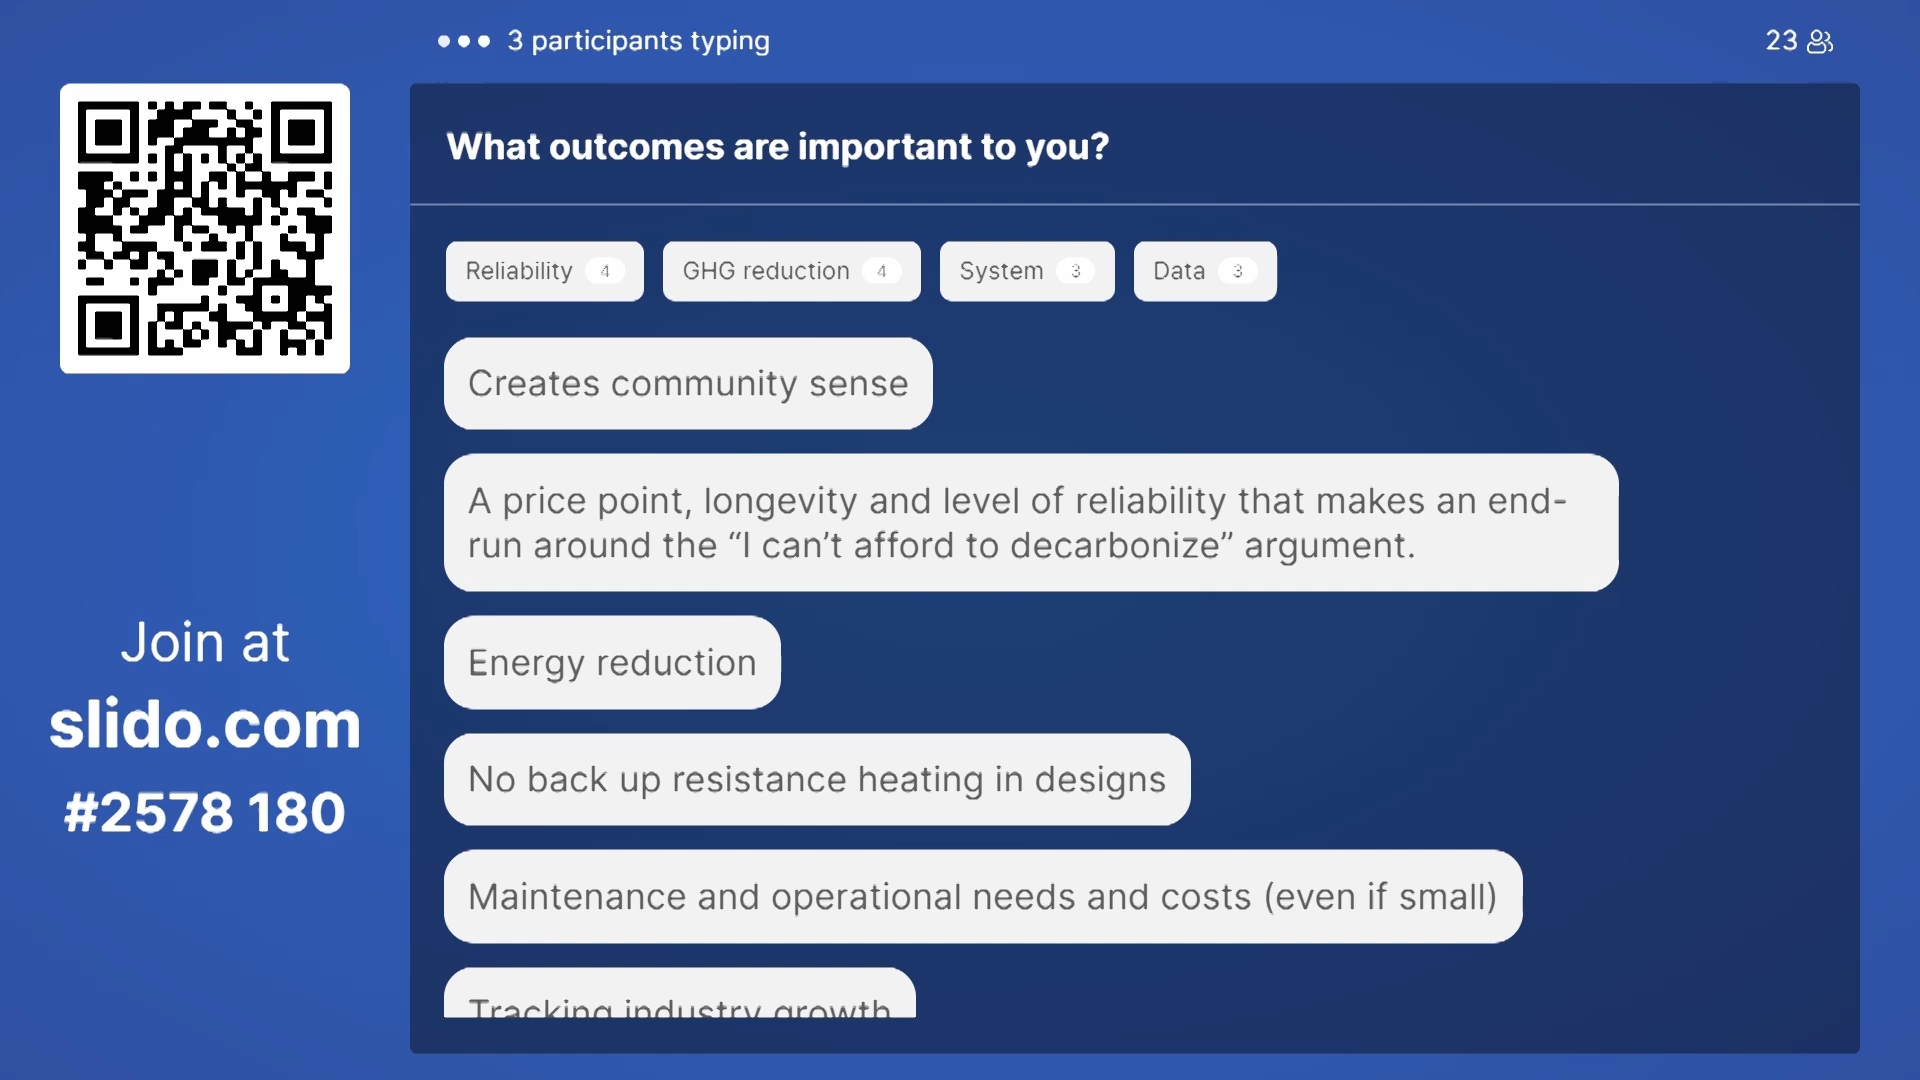 3 participants typing
23
What outcomes are important to you?
Reliability 4
GHG reduction 4
System 3
Data 3
Creates community sense
A price point, longevity and level of reliability that makes an end-
run around the “I can’t afford to decarbonize” argument.
Energy reduction
No back up resistance heating in designs
Maintenance and operational needs and costs (even if small)
Tracking industry growth
Join at
slido.com
#2578 180